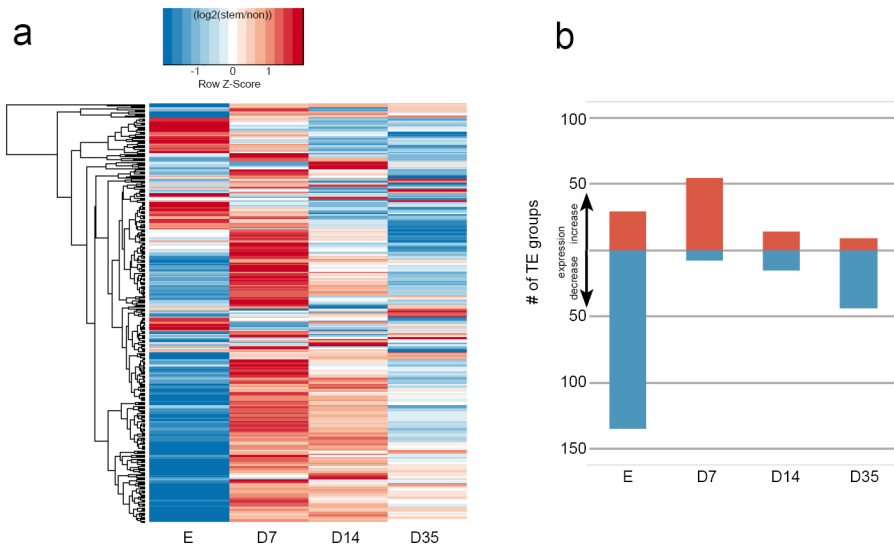 a
(log2(stem/non))
-1 0 1
Row Z-Score
E D7 D14 D35
b
100
50
50
100
150
# of TE groups
expression
decrease increase
E D7 D14 D35